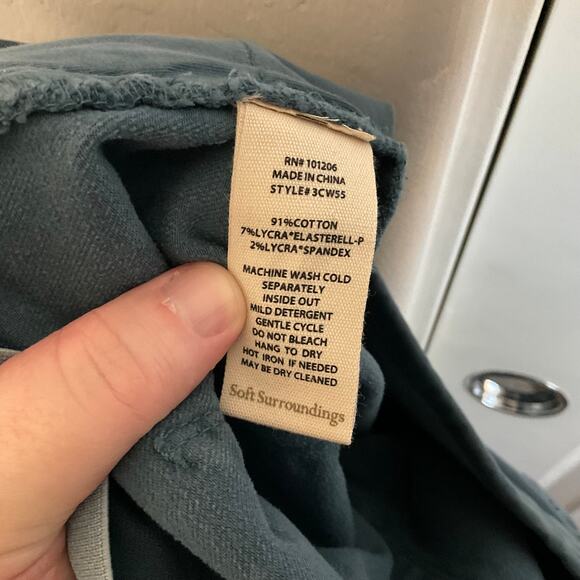 RN# 101206
MADE IN CHINA
STYLE# 3CW55
91%COTTON
7%LYCRA*ELASTERELL-P
2%LYCRA*SPANDEX
MACHINE WASH COLD
SEPARATELY
INSIDE OUT
MILD DETERGENT
GENTLE CYCLE
DO NOT BLEACH
HANG TO DRY
HOT IRON IF NEEDED
MAY BE DRY CLEANED
Soft Surroundings